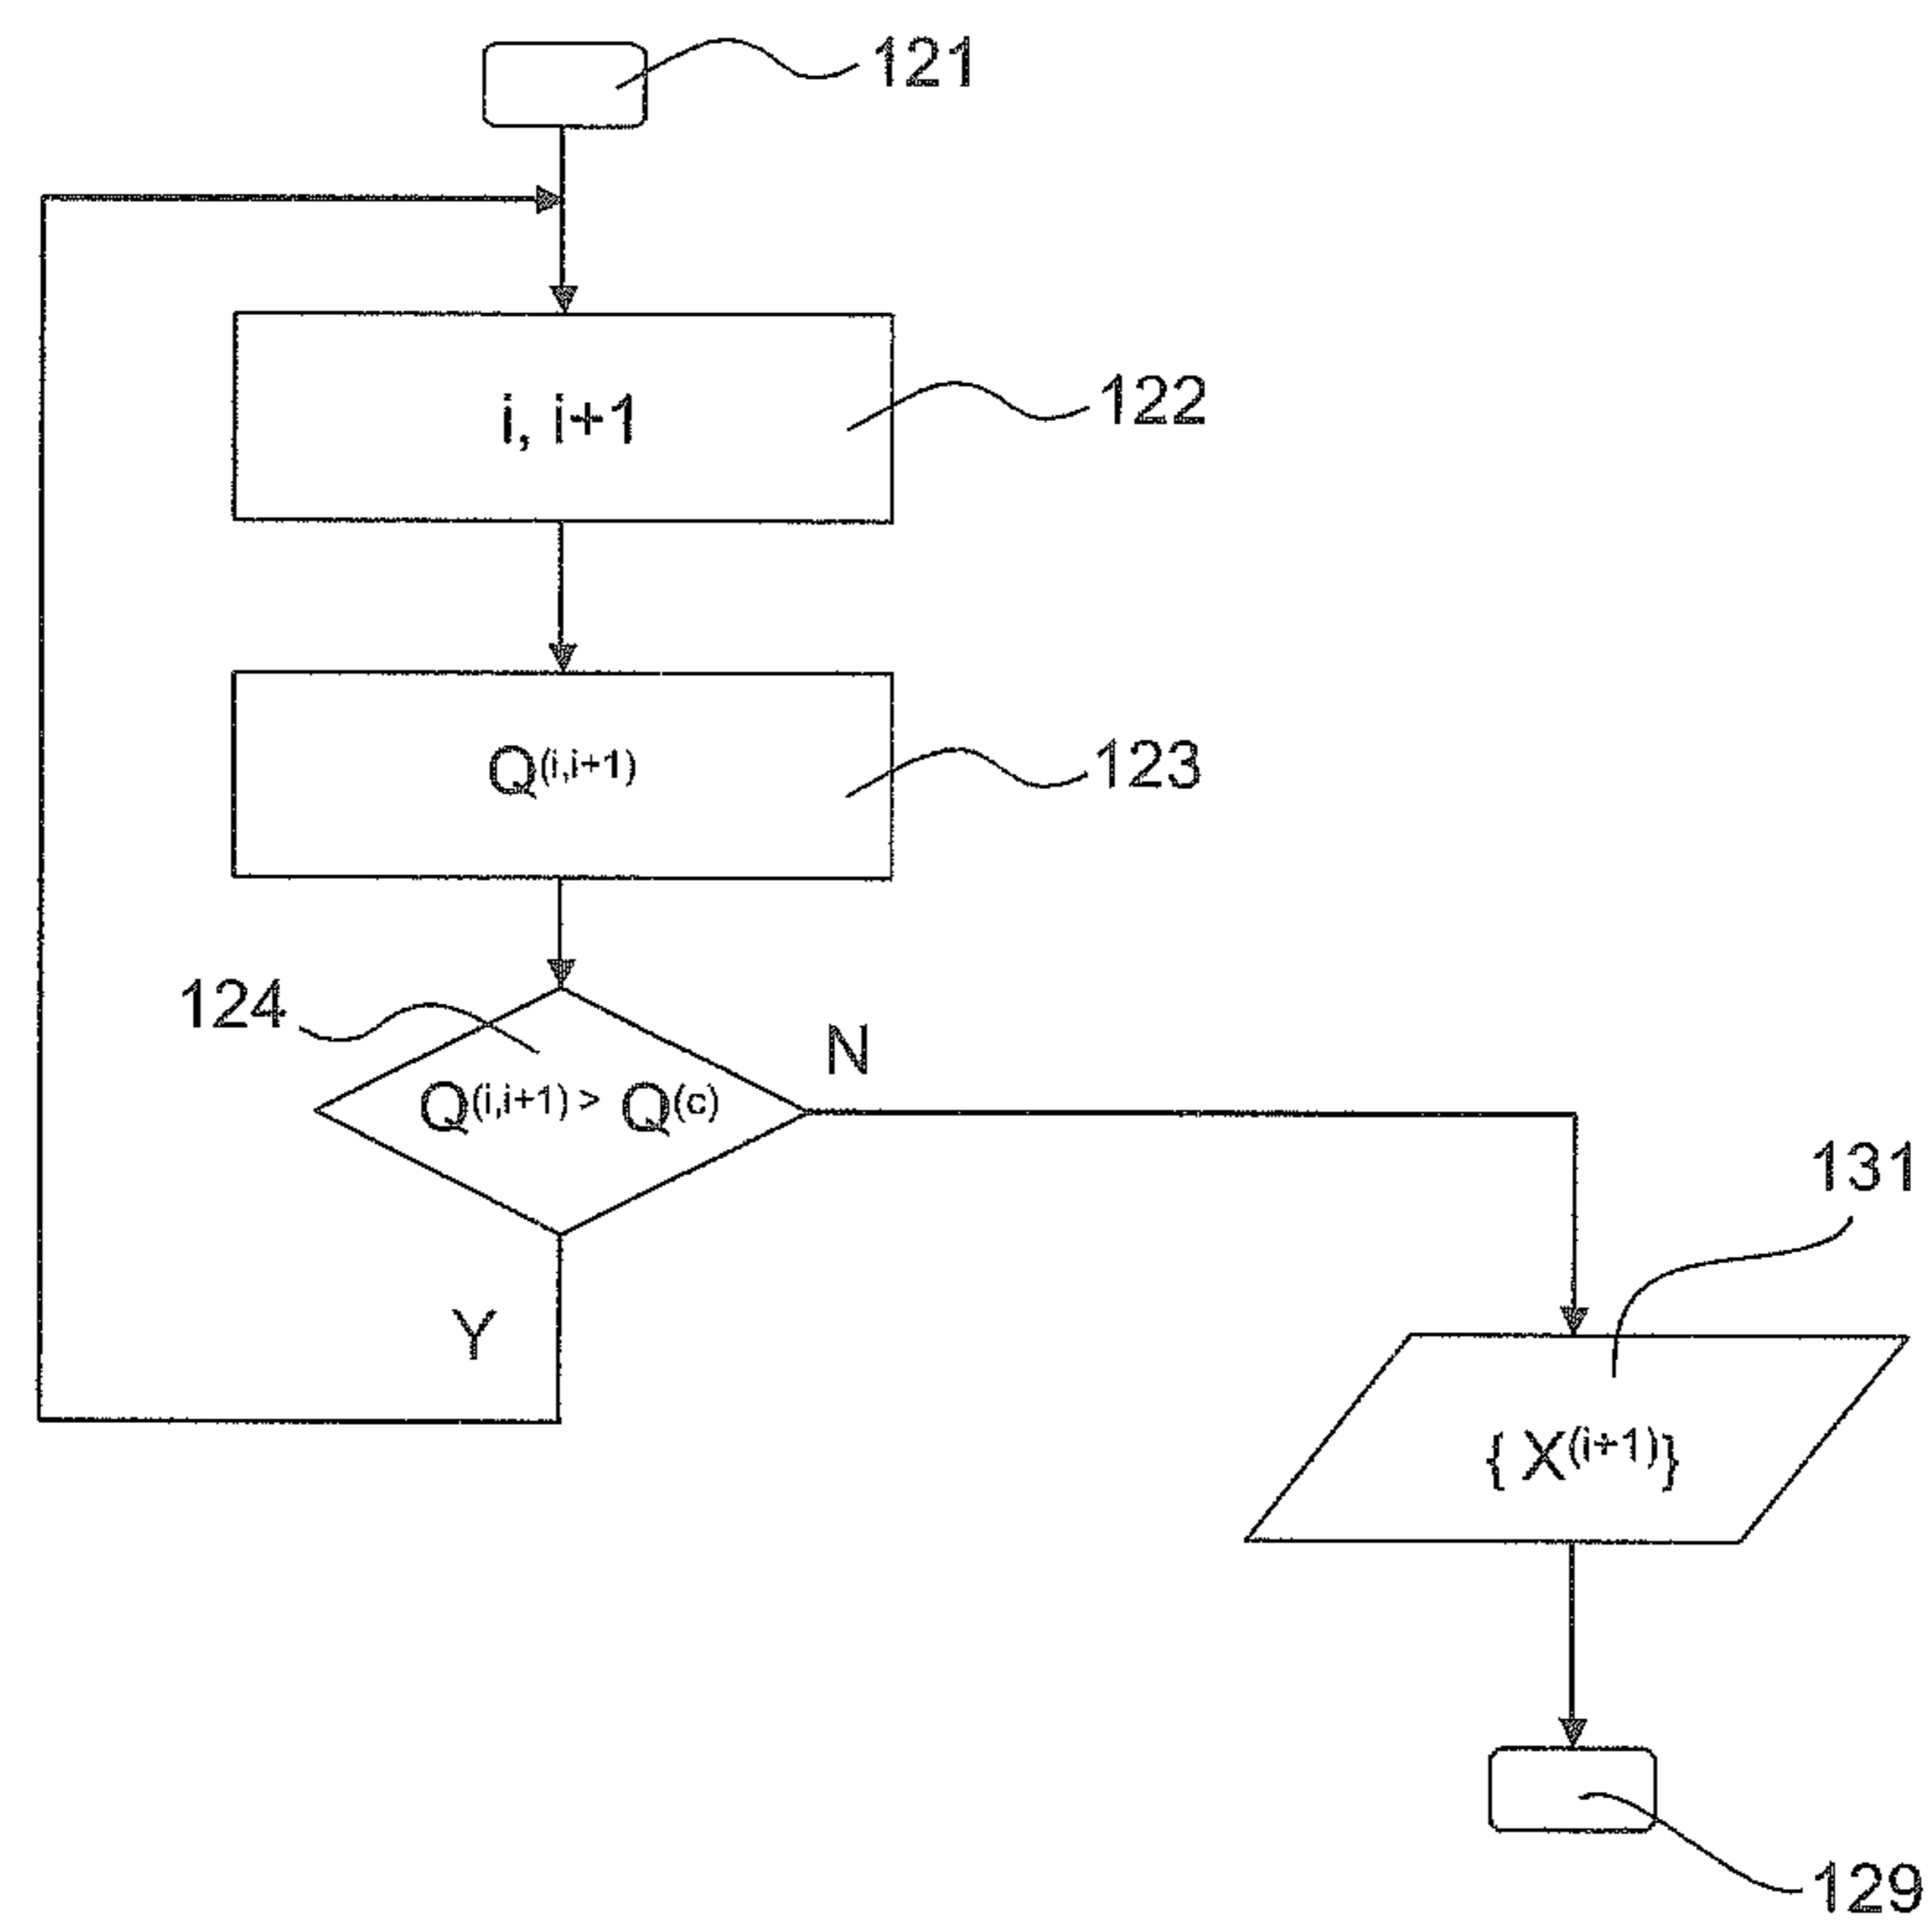 121
i, i+1
122
Q(i,i+1)
123
124
N
Q(i,i+1) > Q(c)
131
Y
{ X(i+1)}
129